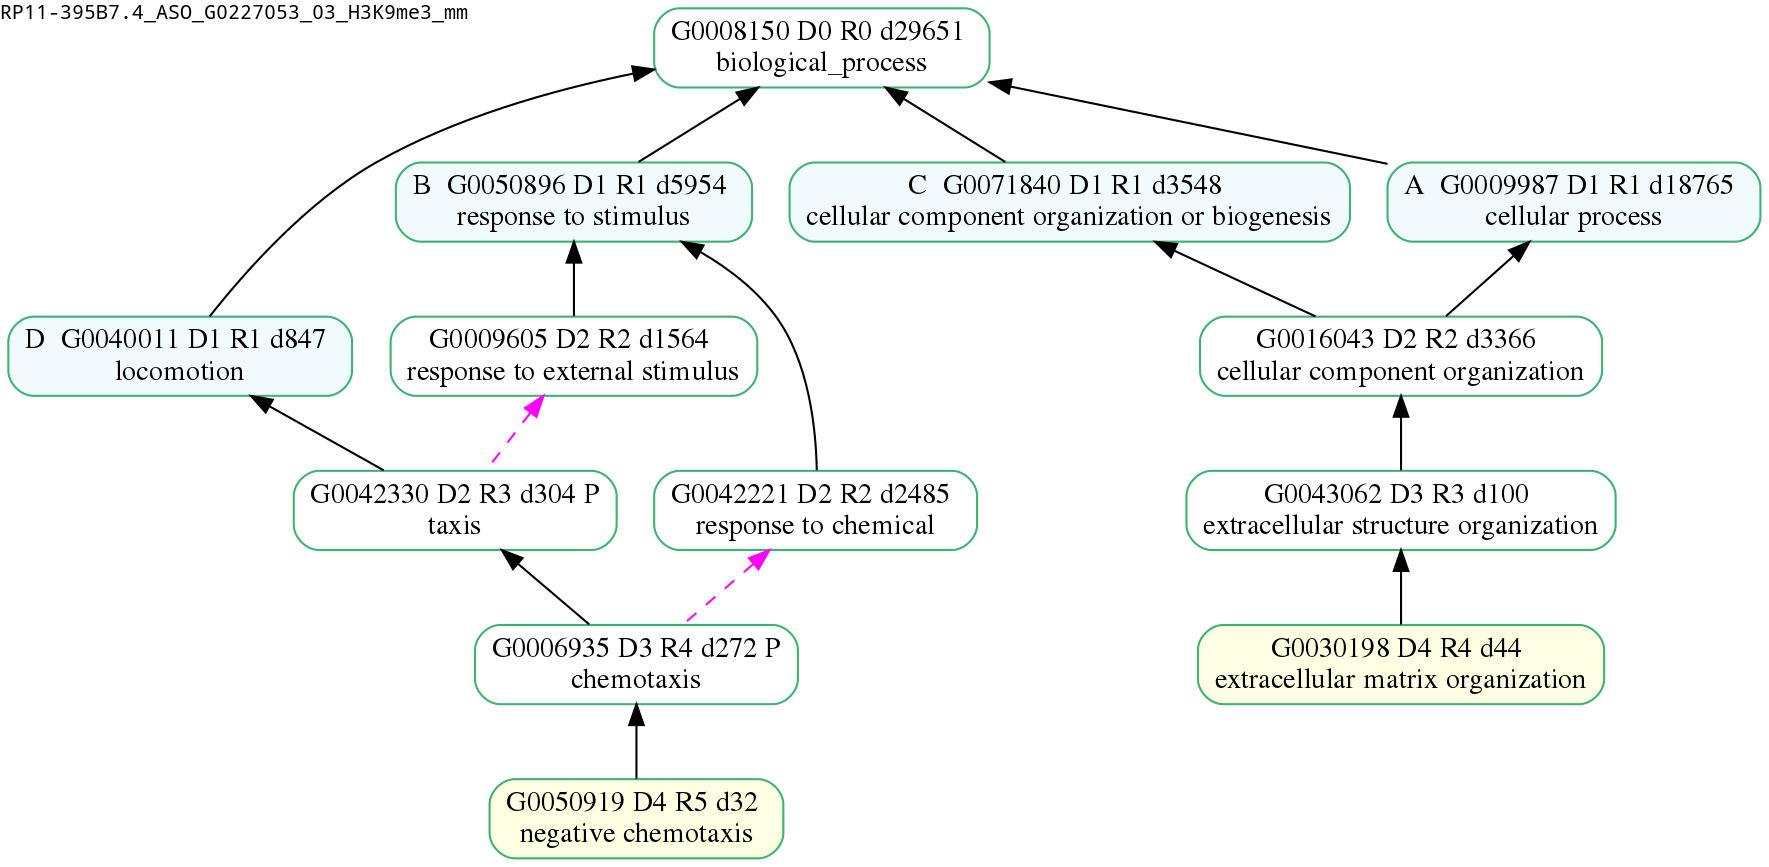 RP11-395B7.4_ASO_G0227053_03_H3K9me3_mm
G0008150 D0 R0 d29651
biological_process
B  G0050896 D1 R1 d5954
response to stimulus
C  G0071840 D1 R1 d3548
cellular component organization or biogenesis
A  G0009987 D1 R1 d18765
cellular process
D  G0040011 D1 R1 d847
locomotion
G0009605 D2 R2 d1564
response to external stimulus
G0016043 D2 R2 d3366
cellular component organization
G0042330 D2 R3 d304 P
taxis
G0042221 D2 R2 d2485
response to chemical
G0043062 D3 R3 d100
extracellular structure organization
G0006935 D3 R4 d272 P
chemotaxis
G0030198 D4 R4 d44
extracellular matrix organization
G0050919 D4 R5 d32
negative chemotaxis